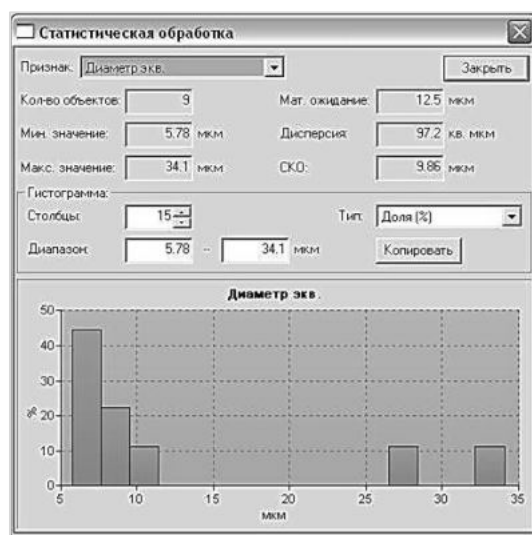 Статистическая обработка
Признак: Диаметр экв. Закрыть
Кол-во объектов: 9 Мат. ожидание: 12.5 мкм
Мин. значение: 5.78 мкм Дисперсия: 97.2 кв. мкм
Макс. значение: 34.1 мкм СКО: 9.86 мкм
Гистограмма:
Столбцы: 15 Тип: Доля (%)
Диапазон: 5.78 – 34.1 мкм Копировать
Диаметр экв.
50
40
30
%
20
10
0
5 10 15 20 25 30 35
мкм